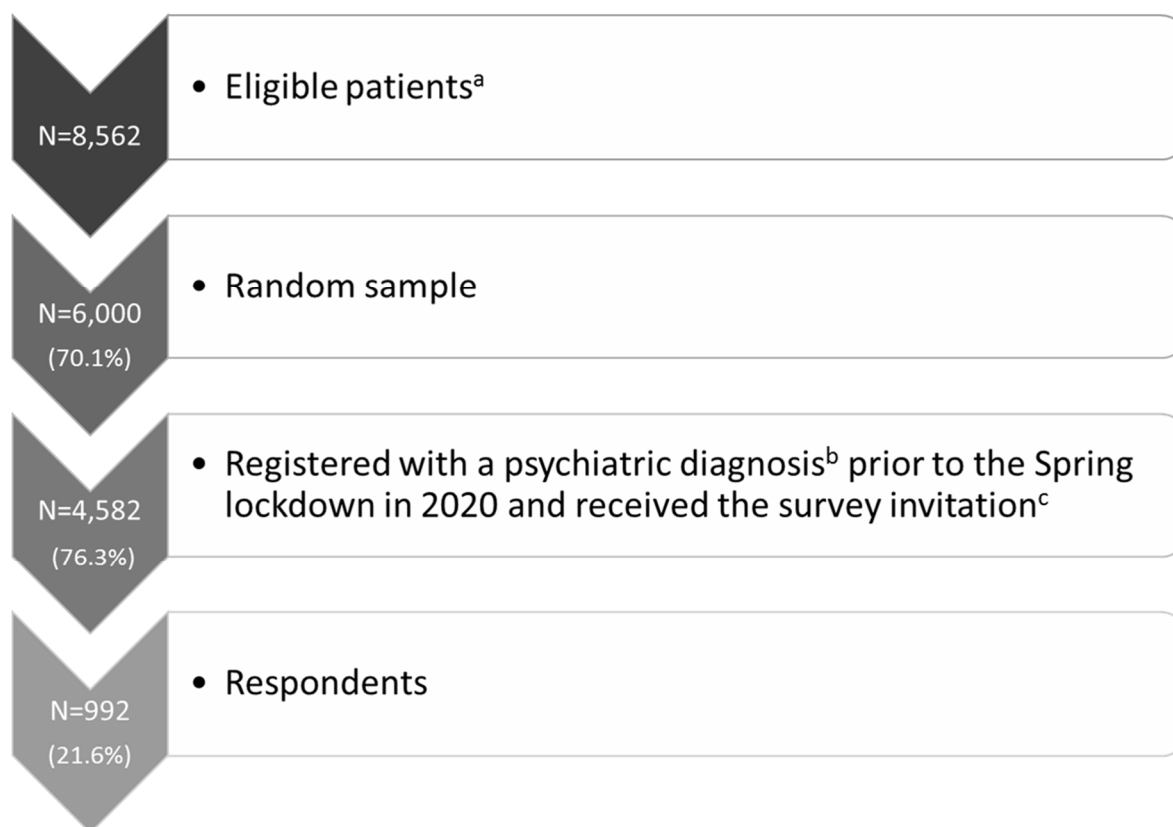 N=8,562
• Eligible patientsᵃ
N=6,000
(70.1%)
• Random sample
N=4,582
(76.3%)
• Registered with a psychiatric diagnosisᵇ prior to the Spring
lockdown in 2020 and received the survey invitationᶜ
N=992
(21.6%)
• Respondents